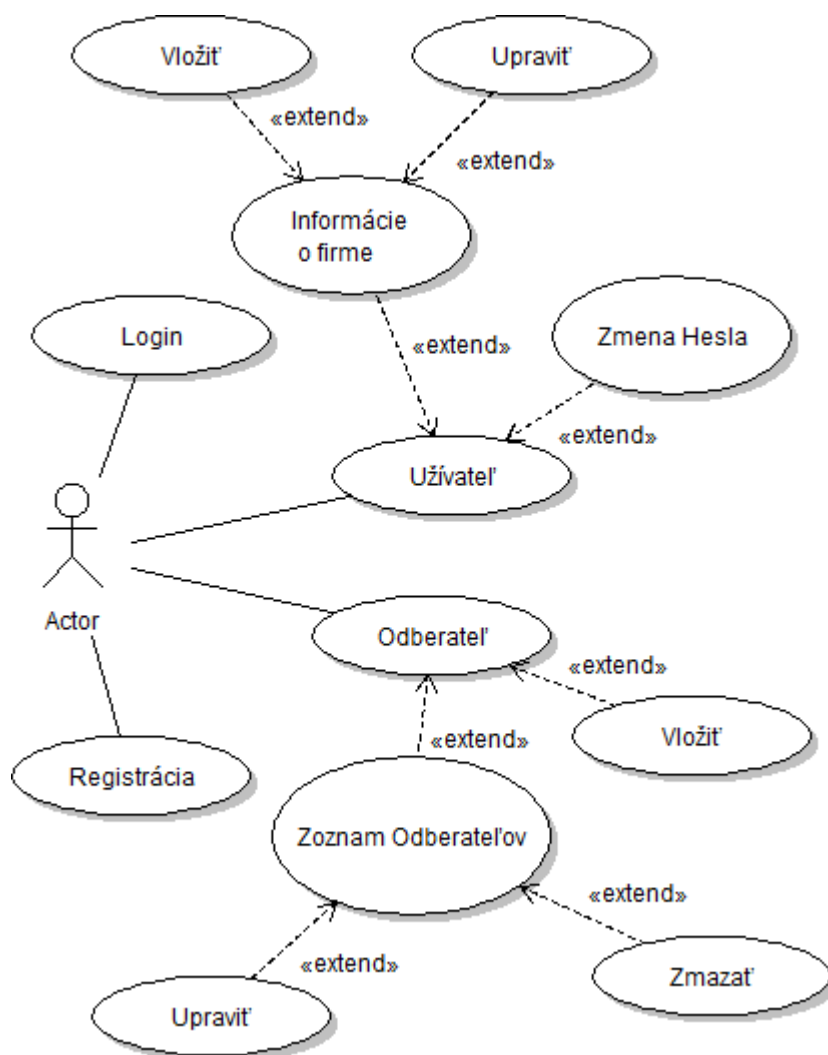 Vložiť
Upraviť
«extend»
«extend»
Informácie
o firme
Login
«extend»
Zmena Hesla
«extend»
Užívateľ
Actor
Odberateľ
«extend»
«extend»
Vložiť
Registrácia
Zoznam Odberateľov
«extend»
«extend»
Zmazať
Upraviť